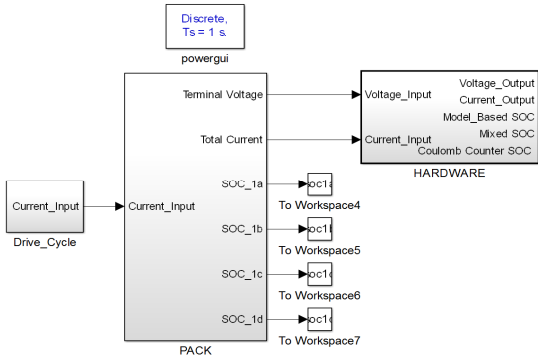 Discrete,
Ts = 1 s.
powergui
Terminal Voltage
Total Current
SOC_1a
SOC_1b
SOC_1c
SOC_1d
Current_Input
PACK
Current_Input
Drive_Cycle
Voltage_Input
Current_Input
Voltage_Output
Current_Output
Model_Based SOC
Mixed SOC
Coulomb Counter SOC
HARDWARE
To Workspace4
To Workspace5
To Workspace6
To Workspace7